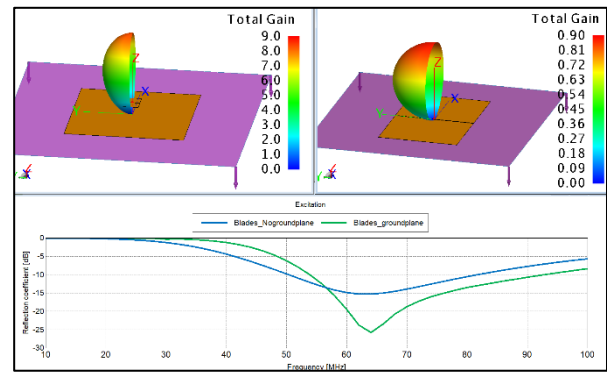 Total Gain
9.0
8.0
7.0
6.0
5.0
4.0
3.0
2.0
1.0
0.0
Z
X
Y
Z
Y
X
Total Gain
0.90
0.81
0.72
0.63
0.54
0.45
0.36
0.27
0.18
0.09
0.00
Z
X
Y
Z
Y
X
Excitation
Blades_Nogroundplane
Blades_groundplane
Reflection coefficient [dB]
0
-5
-10
-15
-20
-25
-30
10 20 30 40 50 60 70 80 90 100
Frequency [MHz]